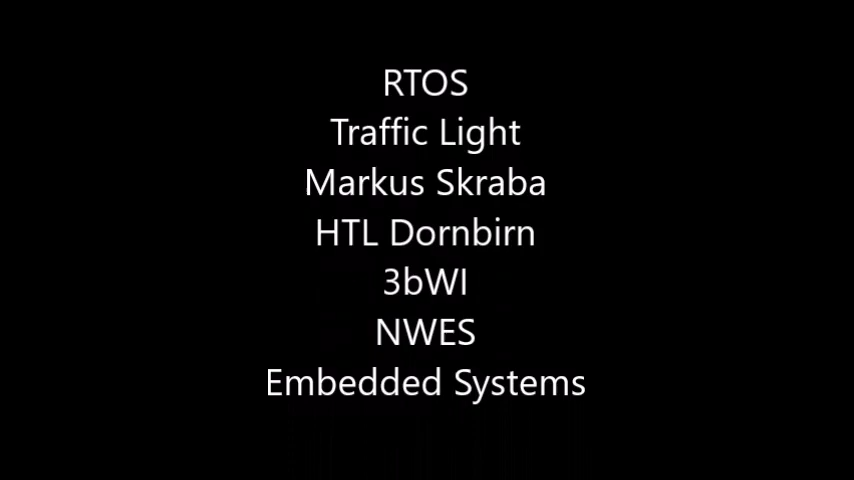 RTOS
Traffic Light
Markus Skraba
HTL Dornbirn
3bWI
NWES
Embedded Systems